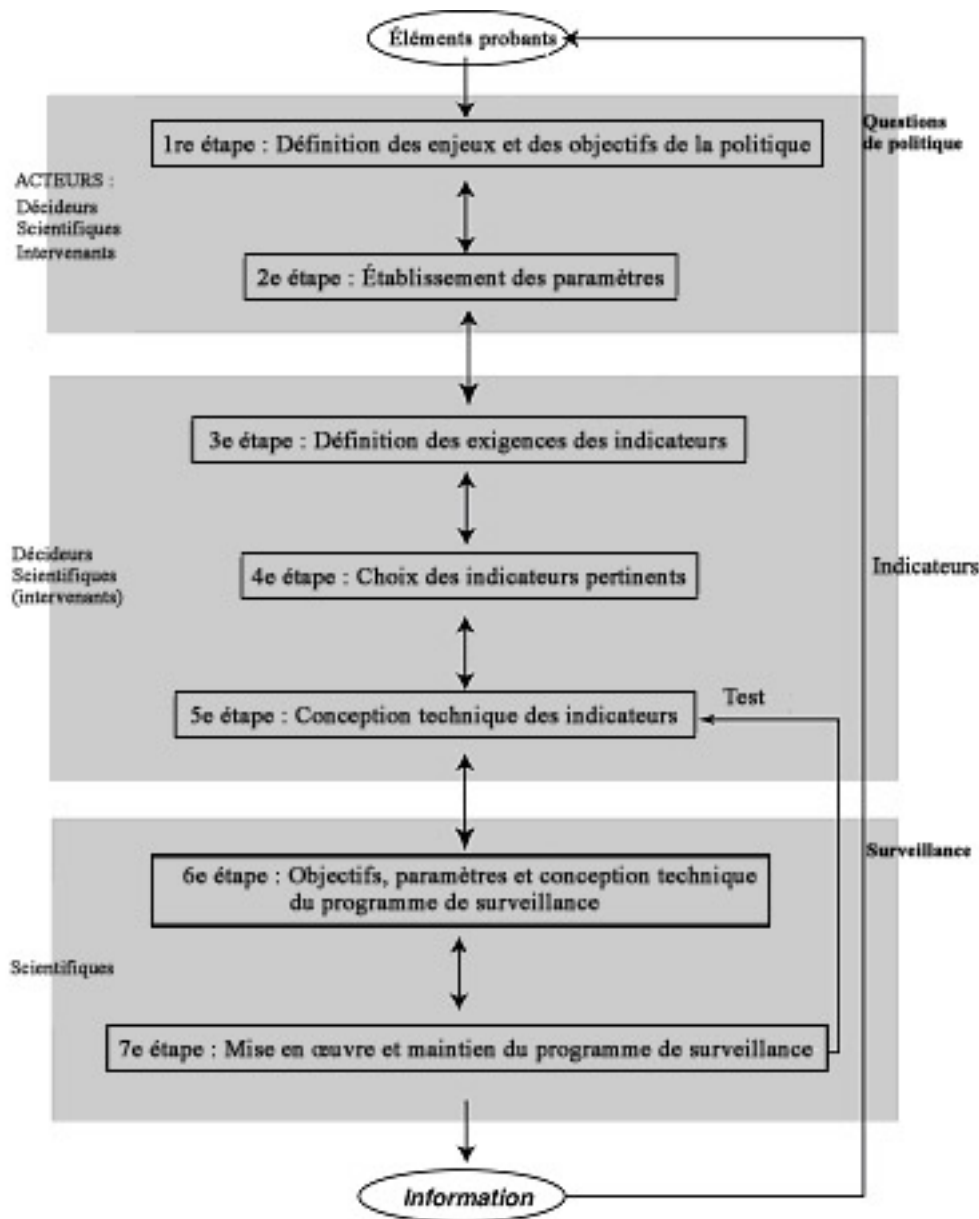 Éléments probants
Questions
de politique
1re étape : Définition des enjeux et des objectifs de la politique
ACTEURS :
Décideurs
Scientifiques
Intervenants
2e étape : Établissement des paramètres
3e étape : Définition des exigences des indicateurs
Décideurs
Scientifiques
(intervenants)
4e étape : Choix des indicateurs pertinents
Indicateurs
Test
5e étape : Conception technique des indicateurs
Surveillance
6e étape : Objectifs, paramètres et conception technique
du programme de surveillance
Scientifiques
7e étape : Mise en œuvre et maintien du programme de surveillance
Information